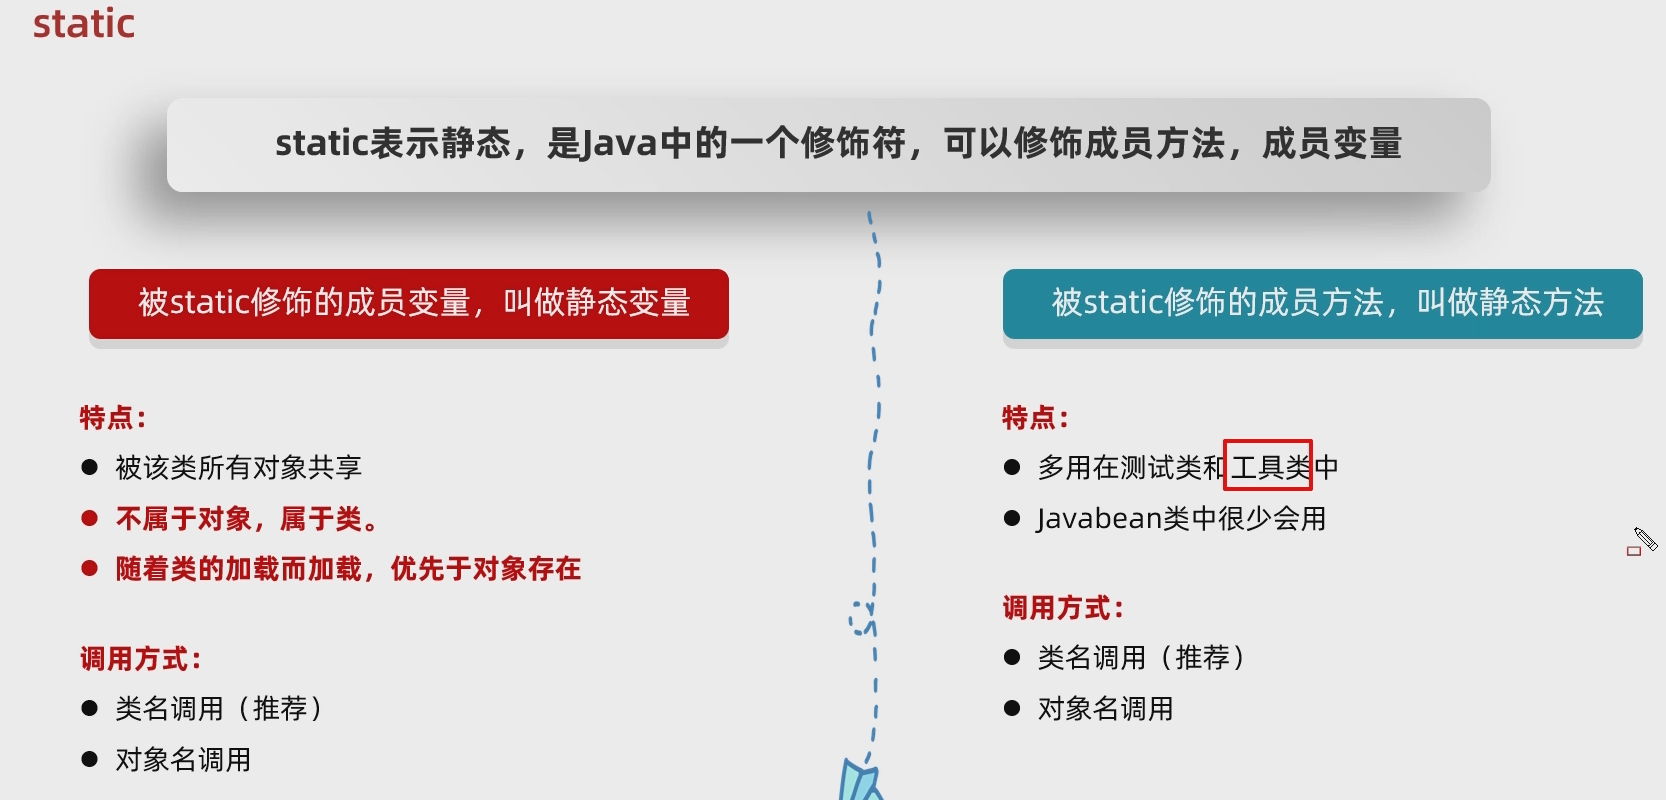 static
static表示静态，是Java中的一个修饰符，可以修饰成员方法，成员变量
被static修饰的成员变量，叫做静态变量
特点：
被该类所有对象共享
不属于对象，属于类。
随着类的加载而加载，优先于对象存在
调用方式：
类名调用（推荐）
对象名调用
被static修饰的成员方法，叫做静态方法
特点：
多用在测试类和工具类中
Javabean类中很少会用
调用方式：
类名调用（推荐）
对象名调用